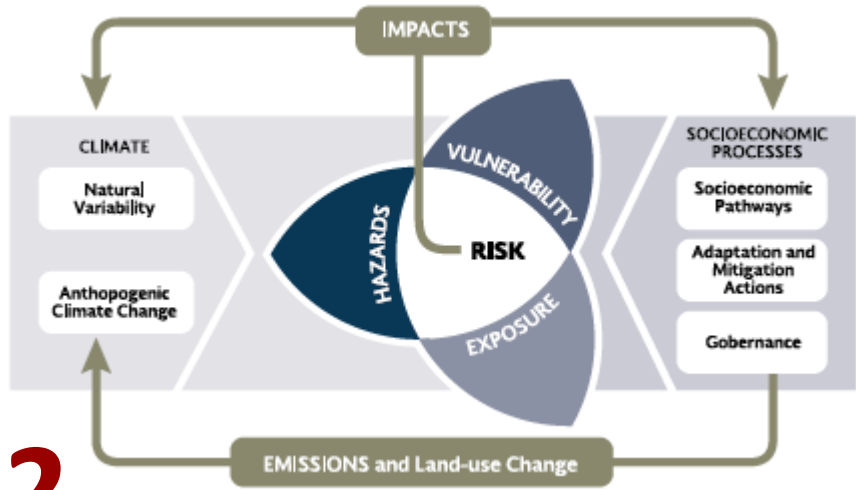 IMPACTS
CLIMATE
Natural
Variability
Anthopogenic
Climate Change
HAZARDS
VULNERABILITY
RISK
EXPOSURE
SOCIOECONOMIC
PROCESSES
Socioeconomic
Pathways
Adaptation and
Mitigation
Actions
Gobernance
EMISSIONS and Land-use Change
2